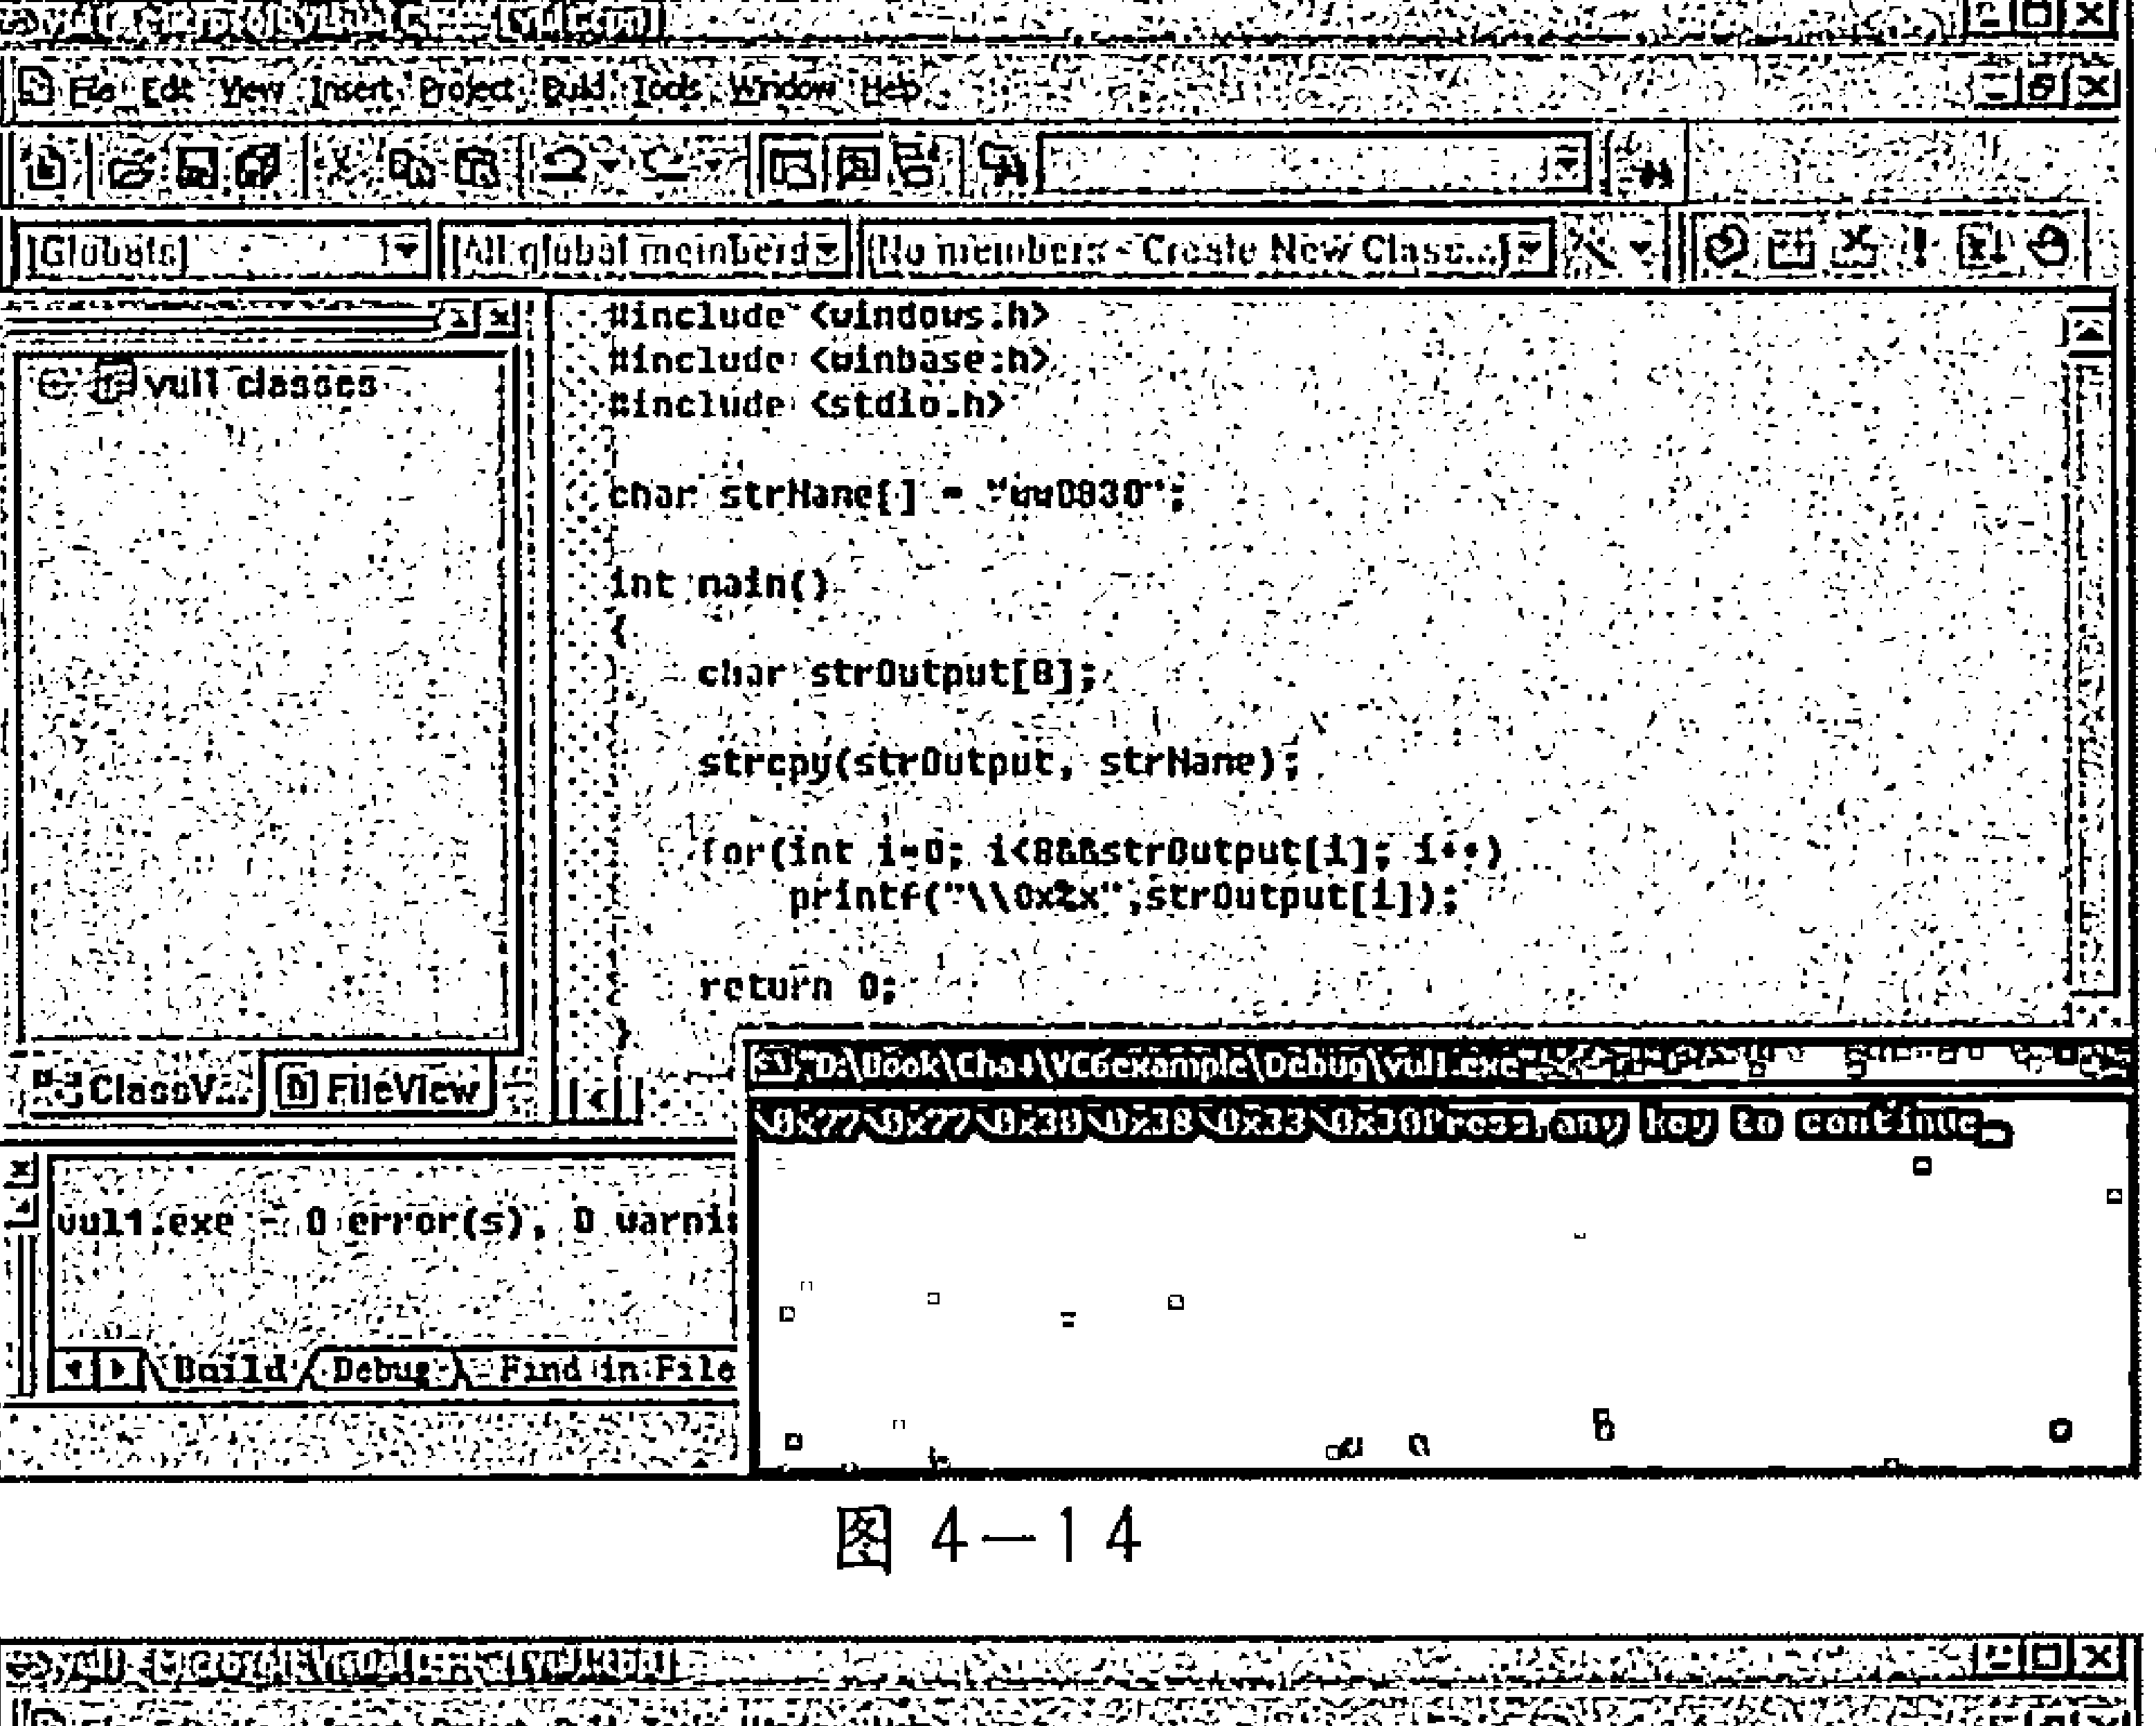 File Edit View Insert Project Build Tools Window Help
[Globals] [All global members [No members - Create New Class...]
#include <windows.h>
#include <winbase.h>
#include <stdio.h>
vul1 classes
char strName[] = "ww0830";
int main()
{
char strOutput[8];
strcpy(strOutput, strName);
for(int i=0; i<8&&strOutput[i]; i++)
printf("\\0x%x",strOutput[i]);
return 0;
}
ClassV... FileView
"D:\Book\Cha4\VC6example\Debug\vul1.exe
\0x77\0x77\0x30\0x38\0x33\0x30Press any key to continue_
vul1.exe - 0 error(s), 0 warni
Build Debug Find in File
图 4－14